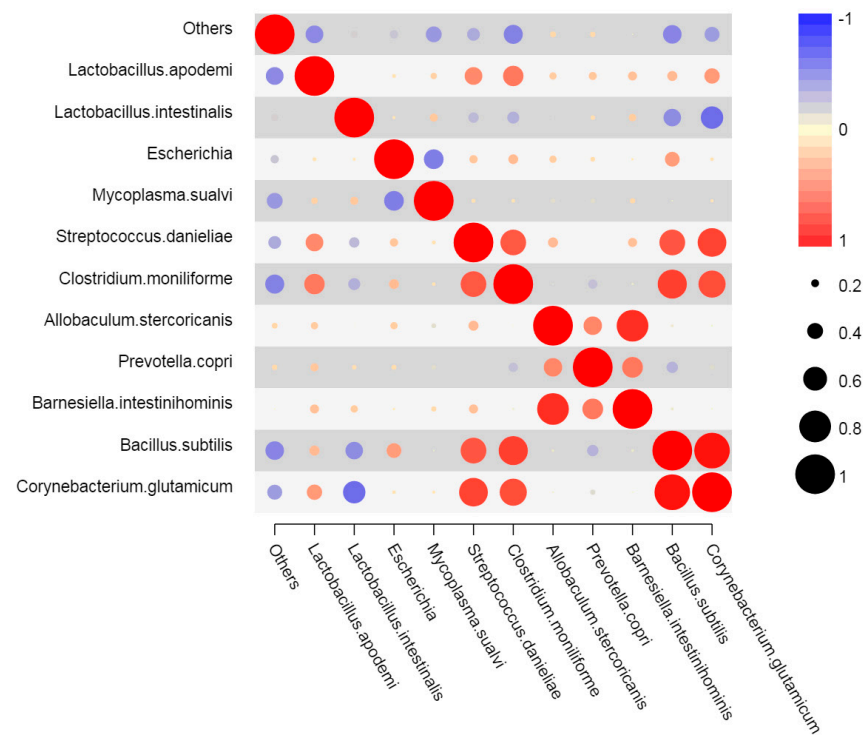 Others
Lactobacillus.apodemi
Lactobacillus.intestinalis
Escherichia
Mycoplasma.sualvi
Streptococcus.danieliae
Clostridium.moniliforme
Allobaculum.stercoricanis
Prevotella.copri
Barnesiella.intestinihominis
Bacillus.subtilis
Corynebacterium.glutamicum
Others
Lactobacillus.apodemi
Lactobacillus.intestinalis
Escherichia
Mycoplasma.sualvi
Streptococcus.danieliae
Clostridium.moniliforme
Allobaculum.stercoricanis
Prevotella.copri
Barnesiella.intestinihominis
Bacillus.subtilis
Corynebacterium.glutamicum
-1
0
1
0.2
0.4
0.6
0.8
1